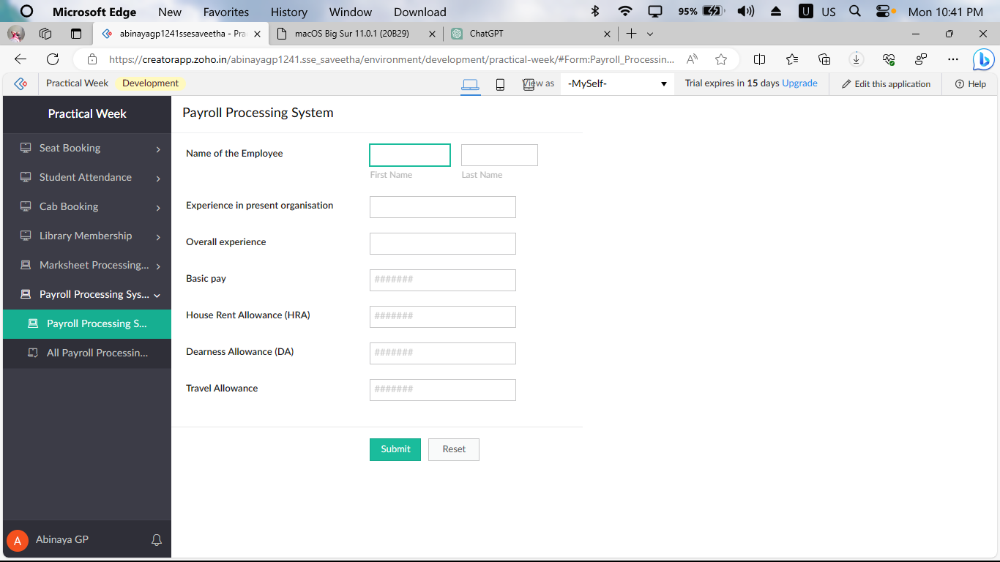 Microsoft Edge New Favorites History Window Download 95% U US Mon 10:41 PM
abinayagp1241ssesaveetha - Pra macOS Big Sur 11.0.1 (20B29) ChatGPT
https://creatorapp.zoho.in/abinayagp1241.sse_saveetha/environment/development/practical-week/#Form:Payroll_Processin...
Practical Week Development View as -MySelf- Trial expires in 15 days Upgrade Edit this application Help
Practical Week
Seat Booking
Student Attendance
Cab Booking
Library Membership
Marksheet Processing...
Payroll Processing Sys...
Payroll Processing S...
All Payroll Processin...
A Abinaya GP
Payroll Processing System
Name of the Employee
First Name Last Name
Experience in present organisation
Overall experience
Basic pay #######
House Rent Allowance (HRA) #######
Dearness Allowance (DA) #######
Travel Allowance #######
Submit Reset